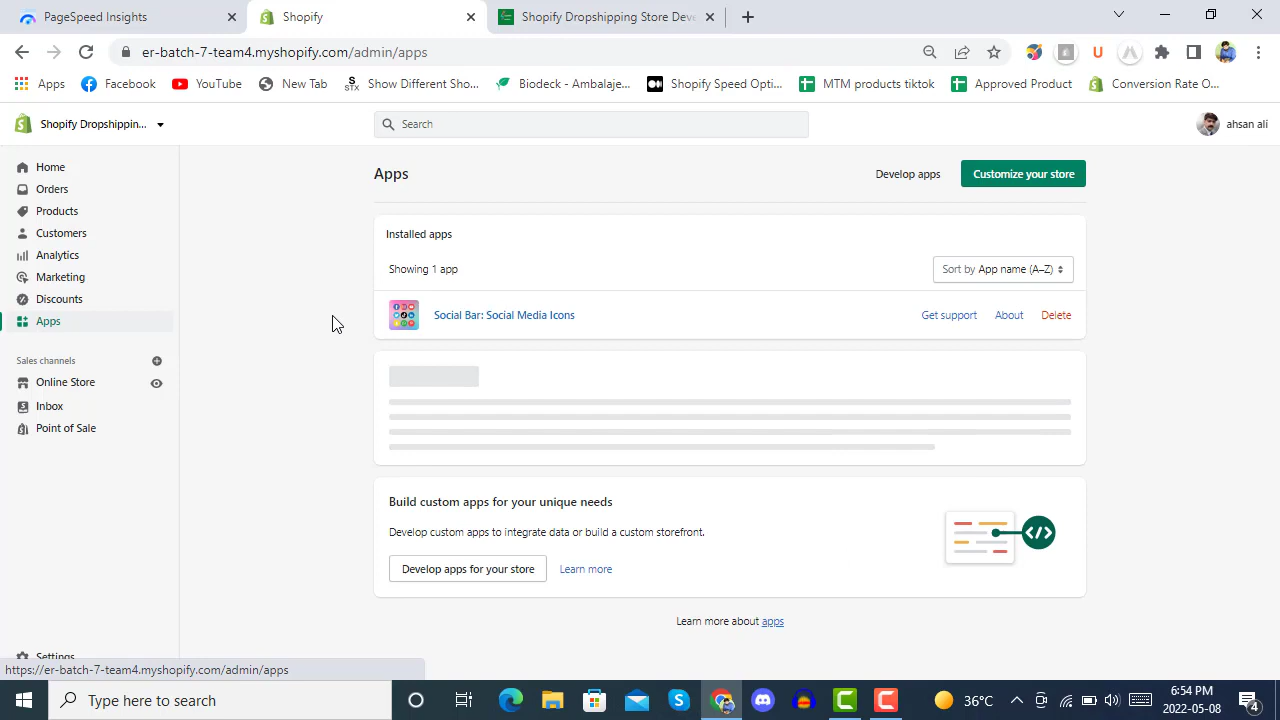 PageSpeed Insights
Shopify
Shopify Dropshipping Store Deve
er-batch-7-team4.myshopify.com/admin/apps
Apps
Facebook
YouTube
New Tab
STX
Show Different Sho...
Biodeck - Ambalaje...
Shopify Speed Opti...
MTM products tiktok
Approved Product
Conversion Rate O...
Shopify Dropshippin...
Search
ahsan ali
Home
Orders
Products
Customers
Analytics
Marketing
Discounts
Apps
Sales channels
Online Store
Inbox
Point of Sale
Settings
Apps
Develop apps
Customize your store
Installed apps
Showing 1 app
Sort by App name (A–Z)
Social Bar: Social Media Icons
Get support
About
Delete
Build custom apps for your unique needs
Develop custom apps to integrate data or build a custom storefront.
Develop apps for your store
Learn more
Learn more about apps
https://er-batch-7-team4.myshopify.com/admin/apps
Type here to search
36°C
6:54 PM
2022-05-08
4